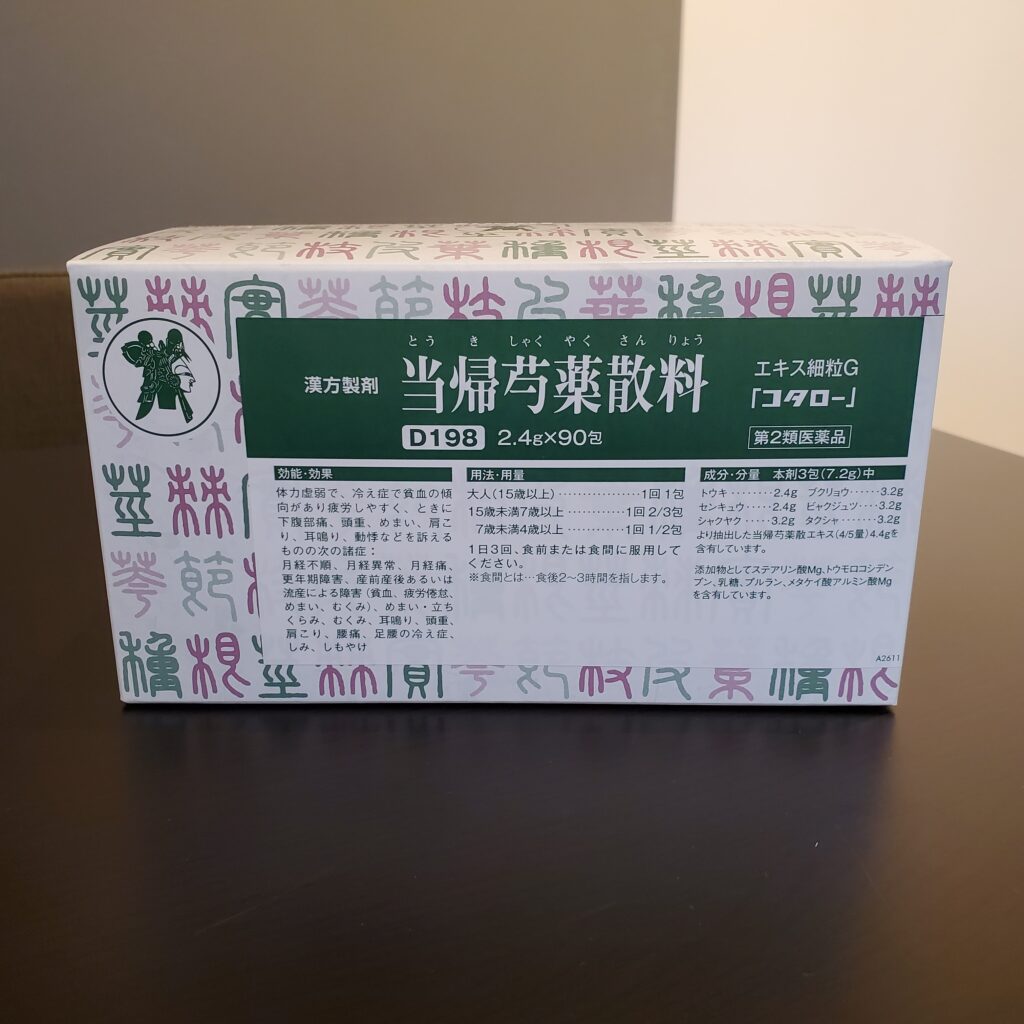 とう き しゃく やく さん りょう
漢方製剤
当帰芍薬散料
エキス細粒G
「コタロー」
D198 2.4g×90包
第2類医薬品
効能・効果
体力虚弱で、冷え症で貧血の傾
向があり疲労しやすく、ときに
下腹部痛、頭重、めまい、肩こ
り、耳鳴り、動悸などを訴える
ものの次の諸症：
月経不順、月経異常、月経痛、
更年期障害、産前産後あるいは
流産による障害（貧血、疲労倦怠、
めまい、むくみ）、めまい・立ち
くらみ、むくみ、耳鳴り、頭重、
肩こり、腰痛、足腰の冷え症、
しみ、しもやけ
用法・用量
大人（15歳以上）………………1回 1包
15歳未満7歳以上………………1回 2/3包
7歳未満4歳以上………………1回 1/2包
1日3回、食前または食間に服用して
ください。
※食間とは…食後2〜3時間を指します。
成分・分量 本剤3包（7.2g）中
トウキ………2.4g ブクリョウ……3.2g
センキュウ……2.4g ビャクジュツ…3.2g
シャクヤク……3.2g タクシャ………3.2g
より抽出した当帰芍薬散エキス（4/5量）4.4gを
含有しています。
添加物としてステアリン酸Mg、トウモロコシデン
プン、乳糖、プルラン、メタケイ酸アルミン酸Mg
を含有しています。
A2611